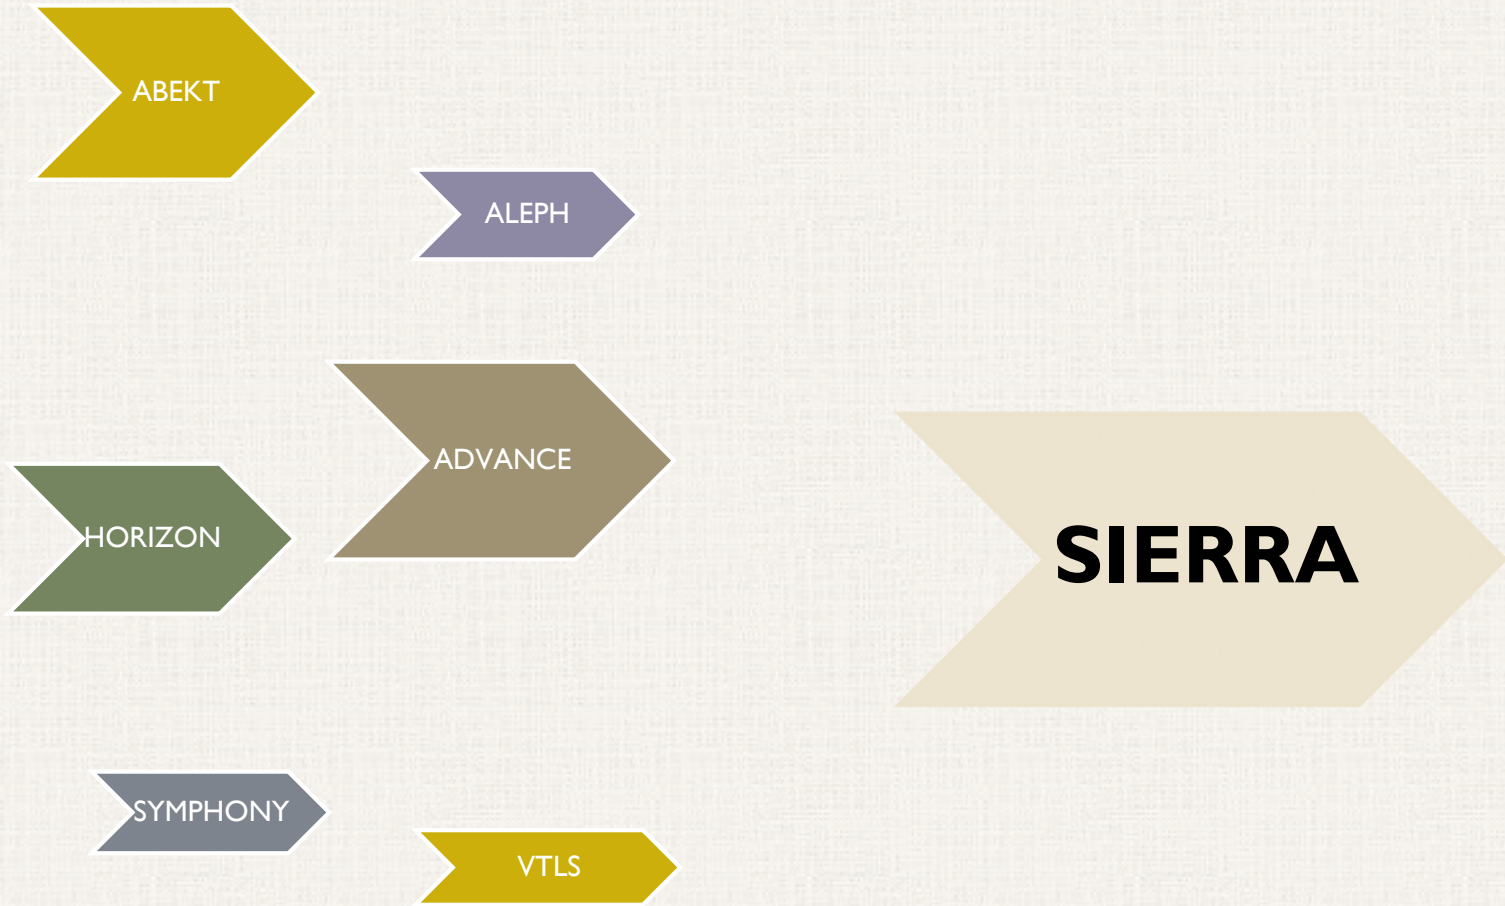 ABEKT
ALEPH
ADVANCE
HORIZON
SIERRA
SYMPHONY
VTLS